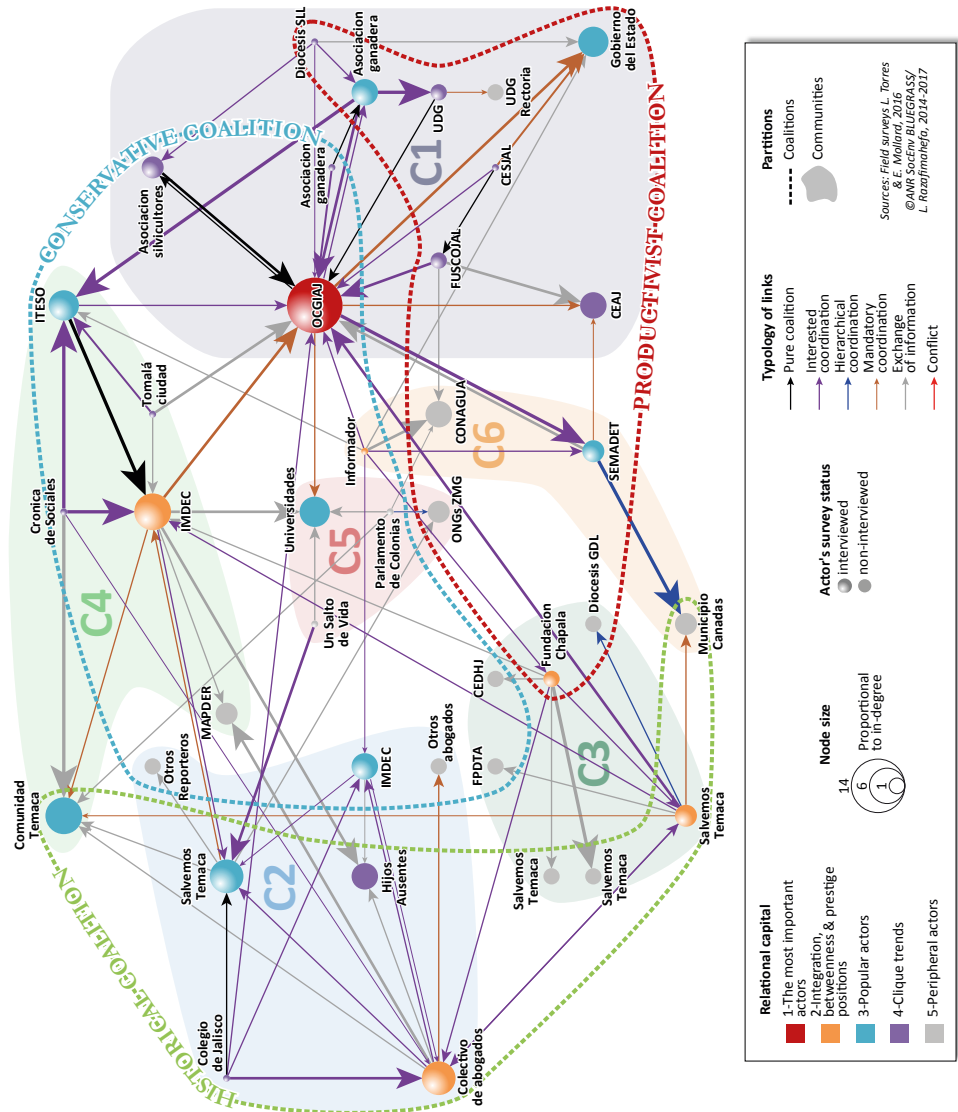 HISTORICAL COALITION
CONSERVATIVE COALITION
PRODUCTIVIST COALITION
C1
C2
C3
C4
C5
C6
Comunidad
Temaca
Cronica
de Sociales
ITESO
Tomalá
ciudad
IMDEC
MAPDER
Otros
Reporteros
Salvemos
Temaca
Colegio
de Jalisco
Colectivo
de abogados
Hijos
Ausentes
IMDEC
Otros
abogados
Un Salto
de Vida
Universidades
Parlamento
de Colonias
ONGs ZMG
Informador
CONAGUA
OCGIAJ
Asociacion
silvicultores
Diocesis SLL
Asociacion
ganadera
Asociacion
ganadera
UDG
UDG
Rectoria
CESJAL
FUSCOJAL
Gobierno
de Estado
CEAJ
SEMADET
Municipio
Canadas
Diocesis GDL
Fundacion
Chapala
CEDHJ
FPDTA
Salvemos
Temaca
Salvemos
Temaca
Salvemos
Temaca
Relational capital
1-The most important
actors
2-Integration,
betweenness & prestige
positions
3-Popular actors
4-Clique trends
5-Peripheral actors
Node size
14
6
1
Proportional
to in-degree
Actor's survey status
interviewed
non-interviewed
Typology of links
Pure coalition
Interested
coordination
Hierarchical
coordination
Mandatory
coordination
Exchange
of information
Conflict
Partitions
Coalitions
Communities
Sources: Field surveys L. Torres
& E. Mollard, 2016
©ANR SocEnv BLUEGRASS/
L. Razafimanefo, 2014-2017